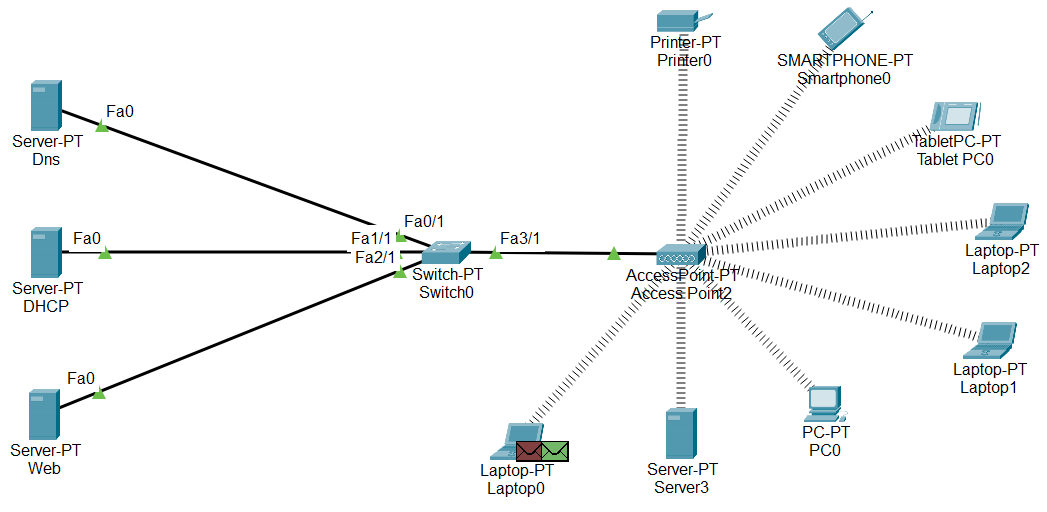 Printer-PT
Printer0
SMARTPHONE-PT
Smartphone0
Fa0
Server-PT
Dns
TabletPC-PT
Tablet PC0
Fa0/1
Fa0
Fa1/1
Fa3/1
Fa2/1
Laptop-PT
Laptop2
Server-PT
DHCP
Switch-PT
Switch0
AccessPoint-PT
Access Point2
Fa0
Laptop-PT
Laptop1
Server-PT
Web
PC-PT
PC0
Laptop-PT
Laptop0
Server-PT
Server3